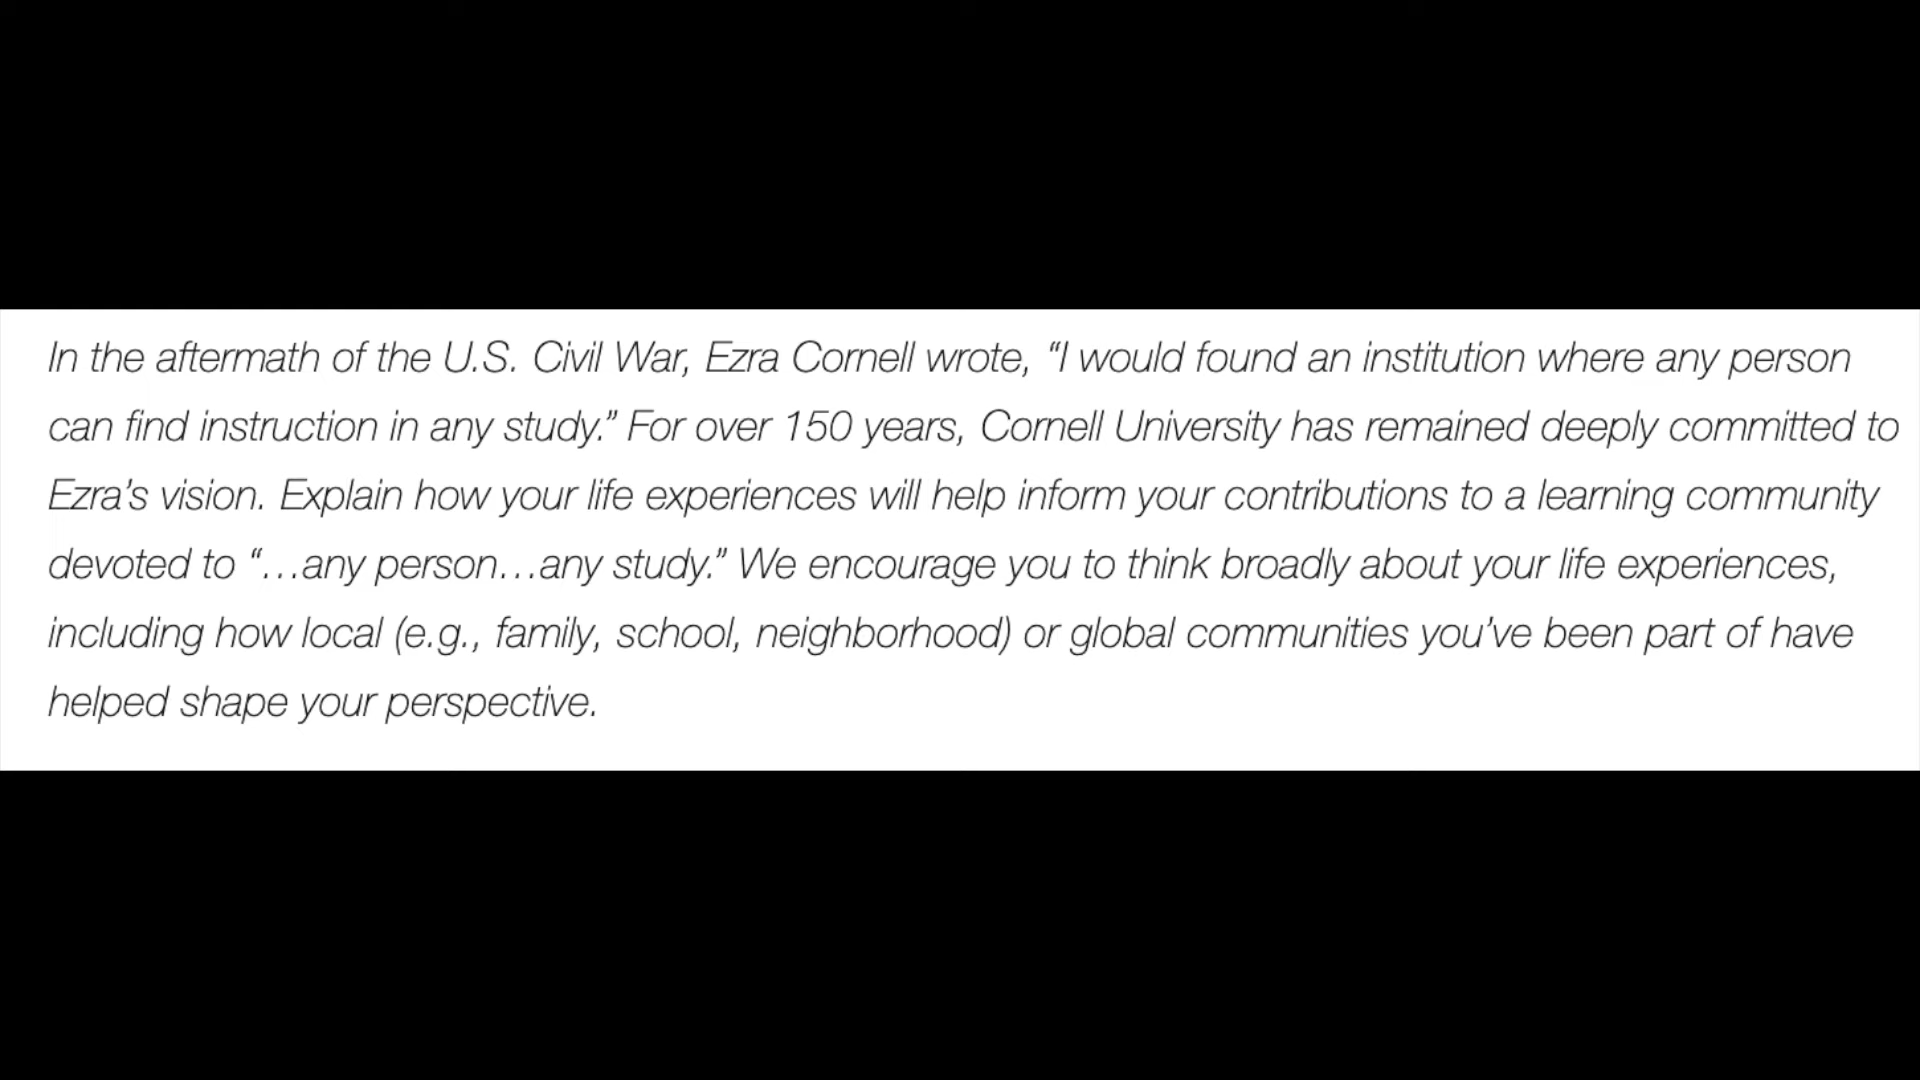 In the aftermath of the U.S. Civil War, Ezra Cornell wrote, “I would found an institution where any person
can find instruction in any study.” For over 150 years, Cornell University has remained deeply committed to
Ezra’s vision. Explain how your life experiences will help inform your contributions to a learning community
devoted to “…any person…any study.” We encourage you to think broadly about your life experiences,
including how local (e.g., family, school, neighborhood) or global communities you’ve been part of have
helped shape your perspective.